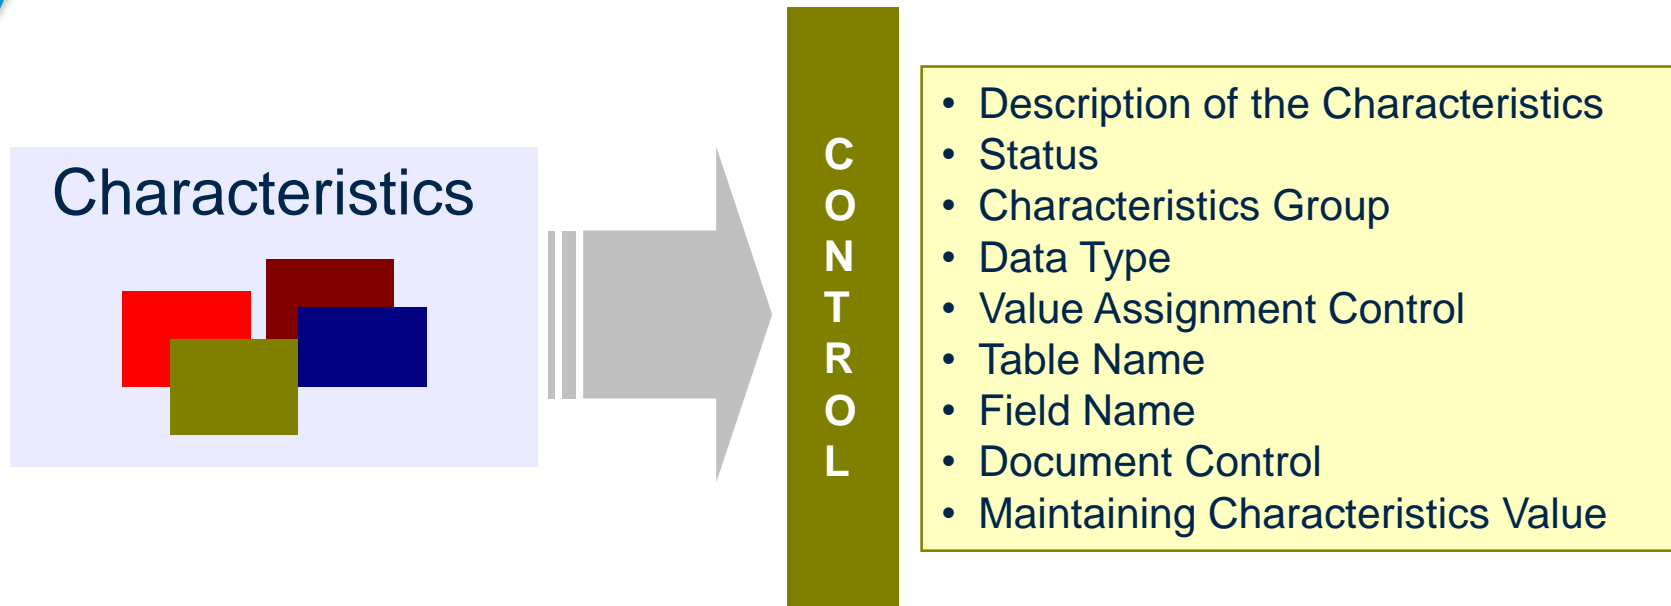 Characteristics
C
O
N
T
R
O
L
• Description of the Characteristics
• Status
• Characteristics Group
• Data Type
• Value Assignment Control
• Table Name
• Field Name
• Document Control
• Maintaining Characteristics Value